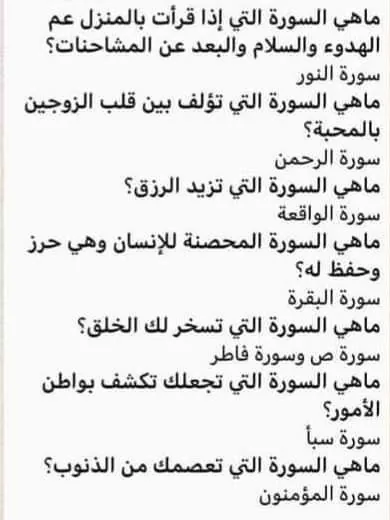 ماهي السورة التي إذا قرأت بالمنزل عم
الهدوء والسلام والبعد عن المشاحنات؟
سورة النور
ماهي السورة التي تؤلف بين قلب الزوجين
بالمحبة؟
سورة الرحمن
ماهي السورة التي تزيد الرزق؟
سورة الواقعة
ماهي السورة المحصنة للإنسان وهي حرز
وحفظ له؟
سورة البقرة
ماهي السورة التي تسخر لك الخلق؟
سورة ص وسورة فاطر
ماهي السورة التي تجعلك تكشف بواطن
الأمور؟
سورة سبأ
ماهي السورة التي تعصمك من الذنوب؟
سورة المؤمنون